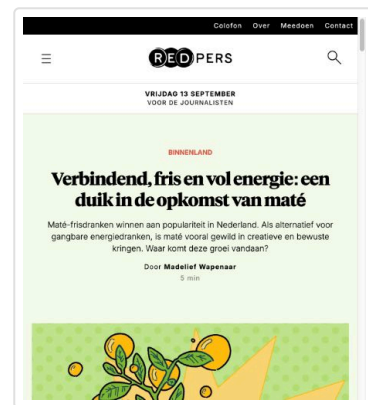 Colofon Over Meedoen Contact
REDPERS
VRIJDAG 13 SEPTEMBER
VOOR DE JOURNALISTEN
BINNENLAND
Verbindend, fris en vol energie: een
duik in de opkomst van maté
Maté-frisdranken winnen aan populariteit in Nederland. Als alternatief voor
gangbare energiedranken, is maté vooral gewild in creatieve en bewuste
kringen. Waar komt deze groei vandaan?
Door Madelief Wapenaar
5 min